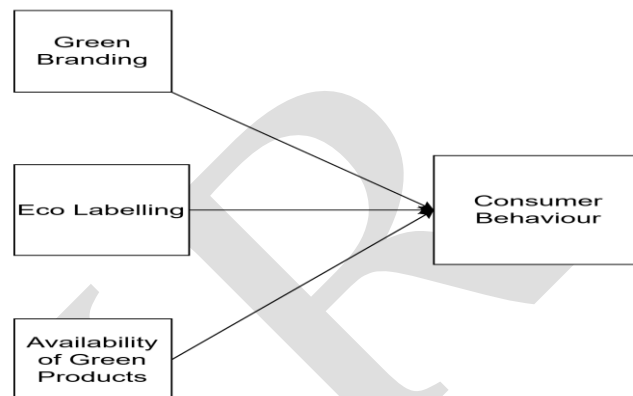 Green
Branding
Eco Labelling
Consumer
Behaviour
Availability
of Green
Products